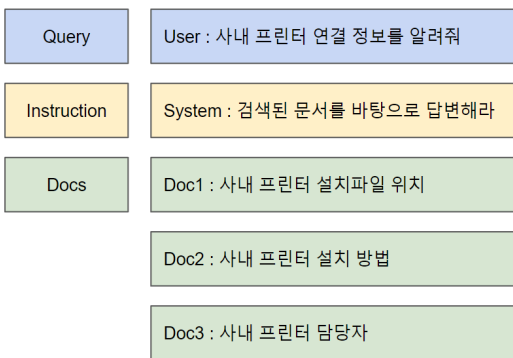 Query
User : 사내 프린터 연결 정보를 알려줘
Instruction
System : 검색된 문서를 바탕으로 답변해라
Docs
Doc1 : 사내 프린터 설치파일 위치
Doc2 : 사내 프린터 설치 방법
Doc3 : 사내 프린터 담당자